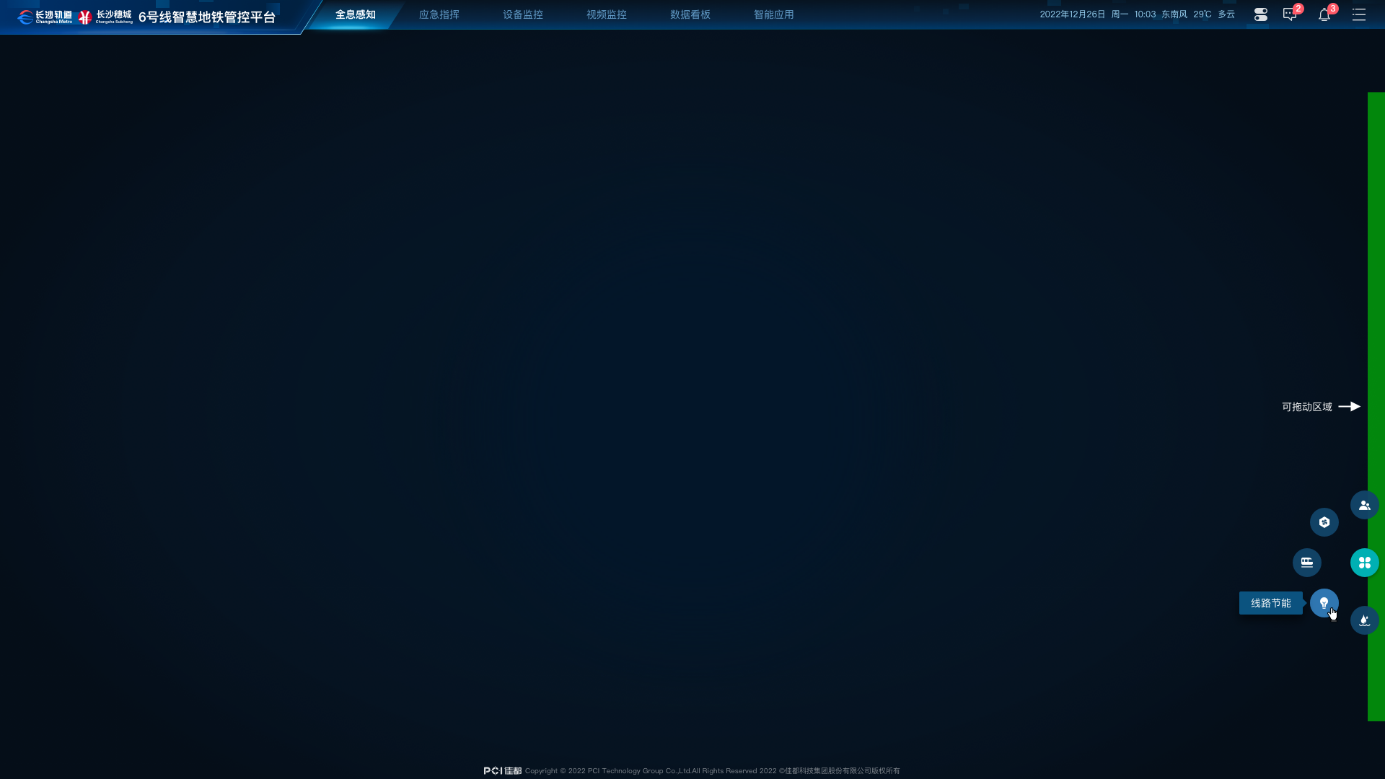 长沙轨道
Changsha Metro
长沙穗城
6号线智慧地铁管控平台
全息感知
应急指挥
设备监控
视频监控
数据看板
智能应用
2022年12月26日 周一 10:03 东南风 29℃ 多云
2
3
可拖动区域
线路节能
PCI 佳都 Copyright © 2022 PCI Technology Group Co.,Ltd.All Rights Reserved 2022 ©佳都科技集团股份有限公司版权所有